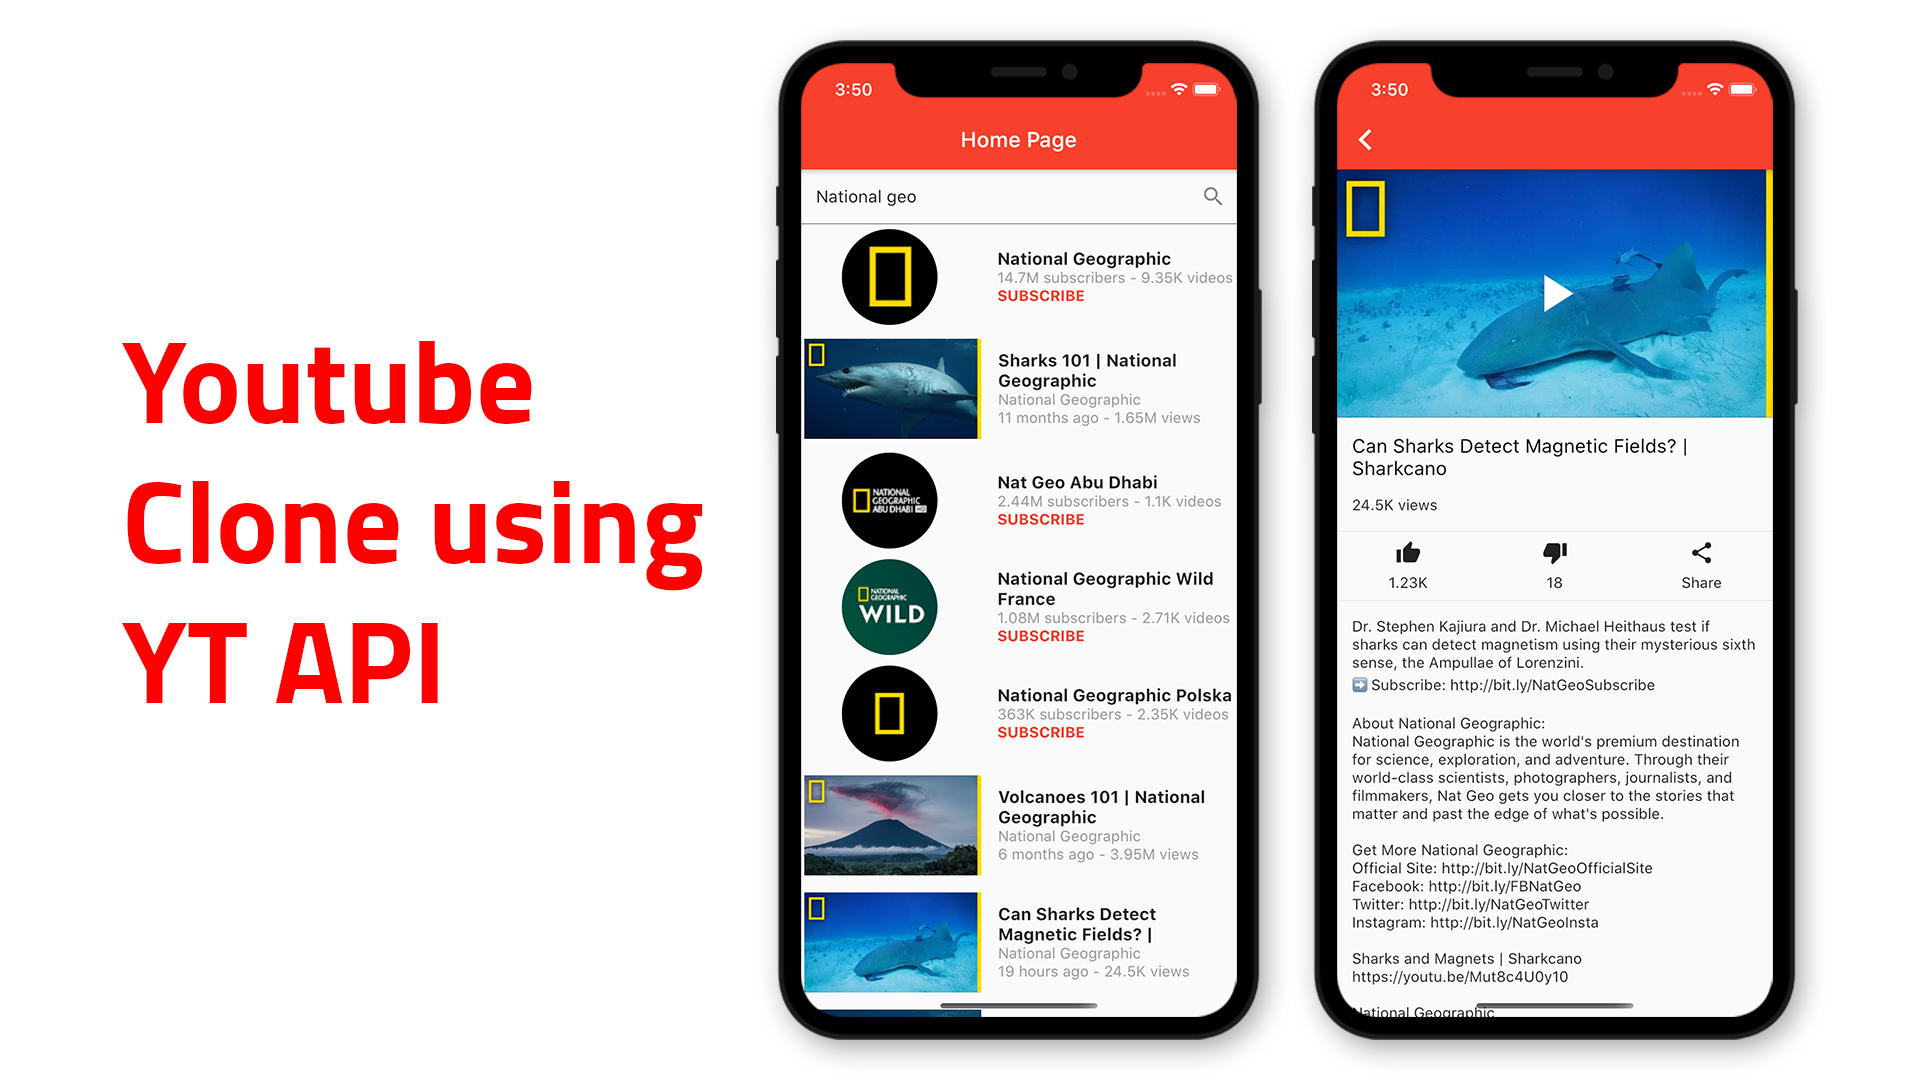 Youtube
Clone using
YT API
3:50
Home Page
National geo
National Geographic
14.7M subscribers - 9.35K videos
SUBSCRIBE
Sharks 101 | National
Geographic
National Geographic
11 months ago - 1.65M views
NATIONAL
GEOGRAPHIC
ABU DHABI HD
Nat Geo Abu Dhabi
2.44M subscribers - 1.1K videos
SUBSCRIBE
NATIONAL
GEOGRAPHIC
WILD
National Geographic Wild
France
1.08M subscribers - 2.71K videos
SUBSCRIBE
National Geographic Polska
363K subscribers - 2.35K videos
SUBSCRIBE
Volcanoes 101 | National
Geographic
National Geographic
6 months ago - 3.95M views
Can Sharks Detect
Magnetic Fields? |
National Geographic
19 hours ago - 24.5K views
3:50
Can Sharks Detect Magnetic Fields? |
Sharkcano
24.5K views
1.23K 18 Share
Dr. Stephen Kajiura and Dr. Michael Heithaus test if
sharks can detect magnetism using their mysterious sixth
sense, the Ampullae of Lorenzini.
➡️ Subscribe: http://bit.ly/NatGeoSubscribe
About National Geographic:
National Geographic is the world's premium destination
for science, exploration, and adventure. Through their
world-class scientists, photographers, journalists, and
filmmakers, Nat Geo gets you closer to the stories that
matter and past the edge of what's possible.
Get More National Geographic:
Official Site: http://bit.ly/NatGeoOfficialSite
Facebook: http://bit.ly/FBNatGeo
Twitter: http://bit.ly/NatGeoTwitter
Instagram: http://bit.ly/NatGeoInsta
Sharks and Magnets | Sharkcano
https://youtu.be/Mut8c4U0y10
National Geographic